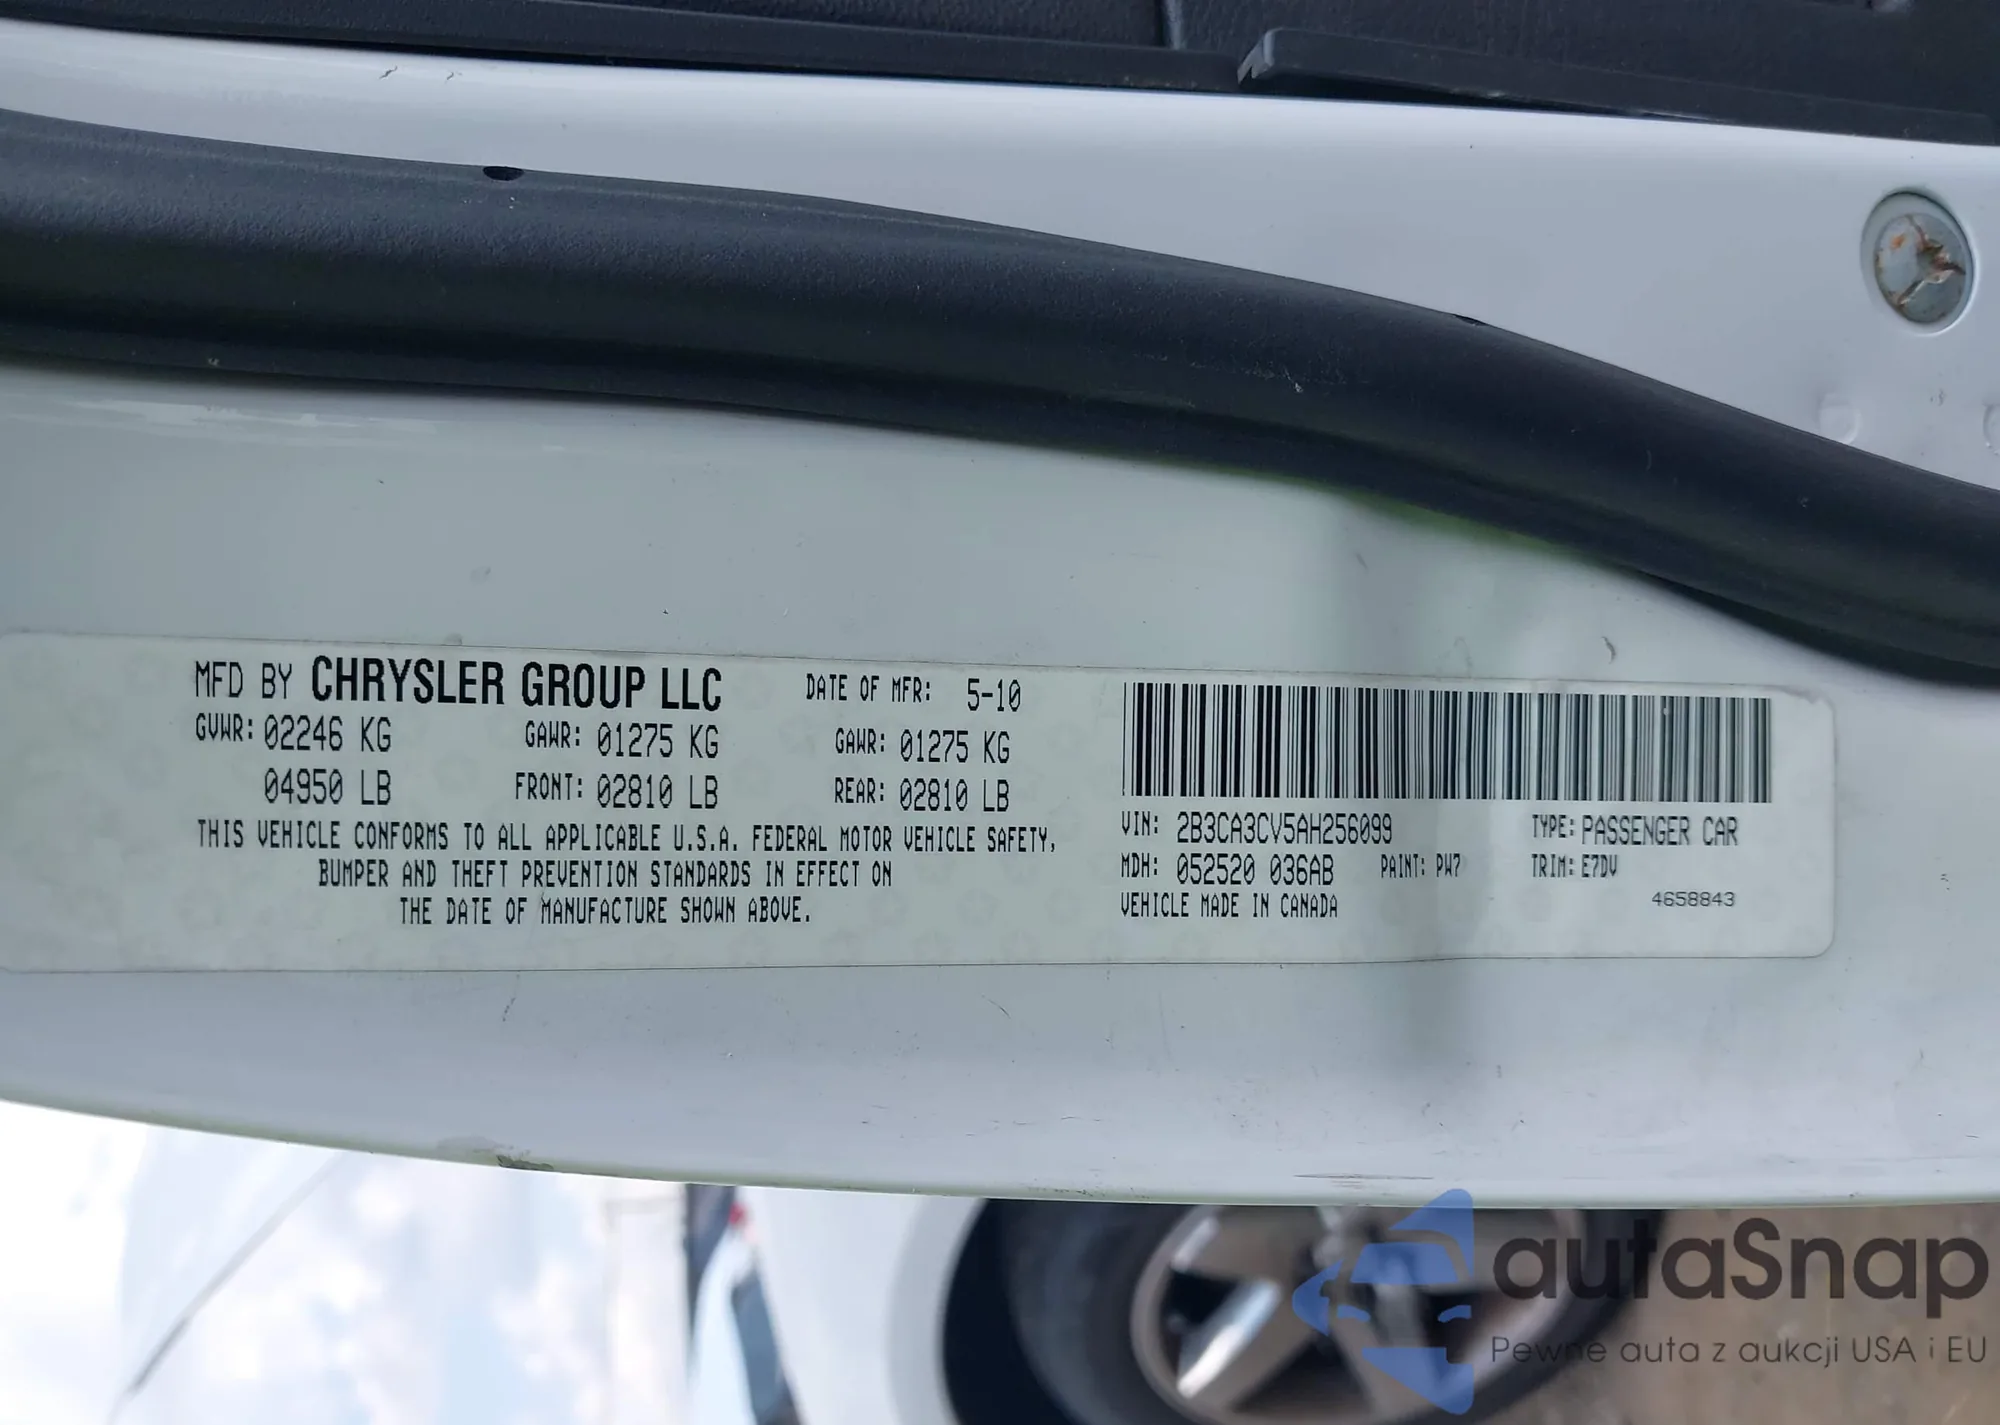 MFD BY CHRYSLER GROUP LLC DATE OF MFR: 5-10
GVWR: 02246 KG GAWR: 01275 KG GAWR: 01275 KG
04950 LB FRONT: 02810 LB REAR: 02810 LB
THIS VEHICLE CONFORMS TO ALL APPLICABLE U.S.A. FEDERAL MOTOR VEHICLE SAFETY,
BUMPER AND THEFT PREVENTION STANDARDS IN EFFECT ON
THE DATE OF MANUFACTURE SHOWN ABOVE.
VIN: 2B3CA3CV5AH256099 TYPE: PASSENGER CAR
MDH: 052520 036AB PAINT: PW7 TRIM: E7DV
VEHICLE MADE IN CANADA 4658843
autaSnap
Pewne auta z aukcji USA i EU